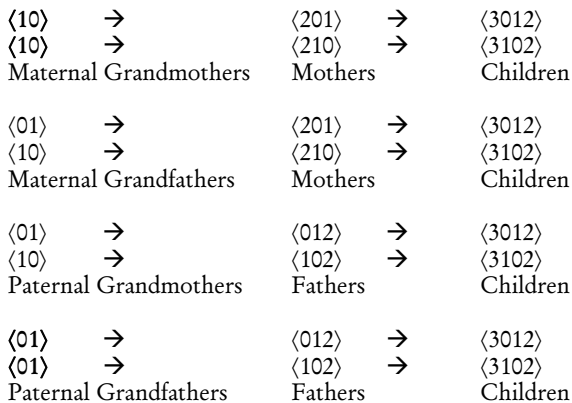 ⟨10⟩ → ⟨201⟩ → ⟨3012⟩
⟨10⟩ → ⟨210⟩ → ⟨3102⟩
Maternal Grandmothers Mothers Children
⟨01⟩ → ⟨201⟩ → ⟨3012⟩
⟨10⟩ → ⟨210⟩ → ⟨3102⟩
Maternal Grandfathers Mothers Children
⟨01⟩ → ⟨012⟩ → ⟨3012⟩
⟨10⟩ → ⟨102⟩ → ⟨3102⟩
Paternal Grandmothers Fathers Children
⟨01⟩ → ⟨012⟩ → ⟨3012⟩
⟨01⟩ → ⟨102⟩ → ⟨3102⟩
Paternal Grandfathers Fathers Children